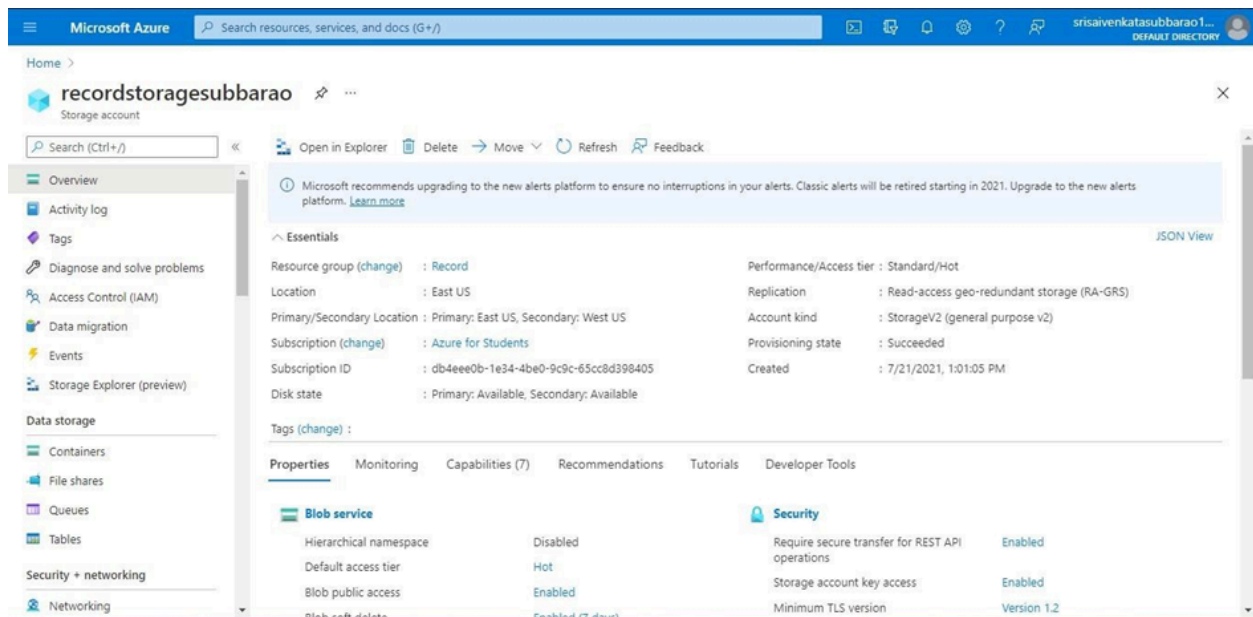 Microsoft Azure
Search resources, services, and docs (G+/)
srisaivenkatasubbarao1...
DEFAULT DIRECTORY
Home >
recordstoragesubbarao
Storage account
Search (Ctrl+/)
Overview
Activity log
Tags
Diagnose and solve problems
Access Control (IAM)
Data migration
Events
Storage Explorer (preview)
Data storage
Containers
File shares
Queues
Tables
Security + networking
Networking
Open in Explorer Delete Move Refresh Feedback
Microsoft recommends upgrading to the new alerts platform to ensure no interruptions in your alerts. Classic alerts will be retired starting in 2021. Upgrade to the new alerts
platform. Learn more
Essentials
JSON View
Resource group (change) : Record
Location : East US
Primary/Secondary Location : Primary: East US, Secondary: West US
Subscription (change) : Azure for Students
Subscription ID : db4eee0b-1e34-4be0-9c9c-65cc8d398405
Disk state : Primary: Available, Secondary: Available
Performance/Access tier : Standard/Hot
Replication : Read-access geo-redundant storage (RA-GRS)
Account kind : StorageV2 (general purpose v2)
Provisioning state : Succeeded
Created : 7/21/2021, 1:01:05 PM
Tags (change) :
Properties Monitoring Capabilities (7) Recommendations Tutorials Developer Tools
Blob service
Hierarchical namespace Disabled
Default access tier Hot
Blob public access Enabled
Blob soft delete Enabled (7 days)
Security
Require secure transfer for REST API Enabled
operations
Storage account key access Enabled
Minimum TLS version Version 1.2